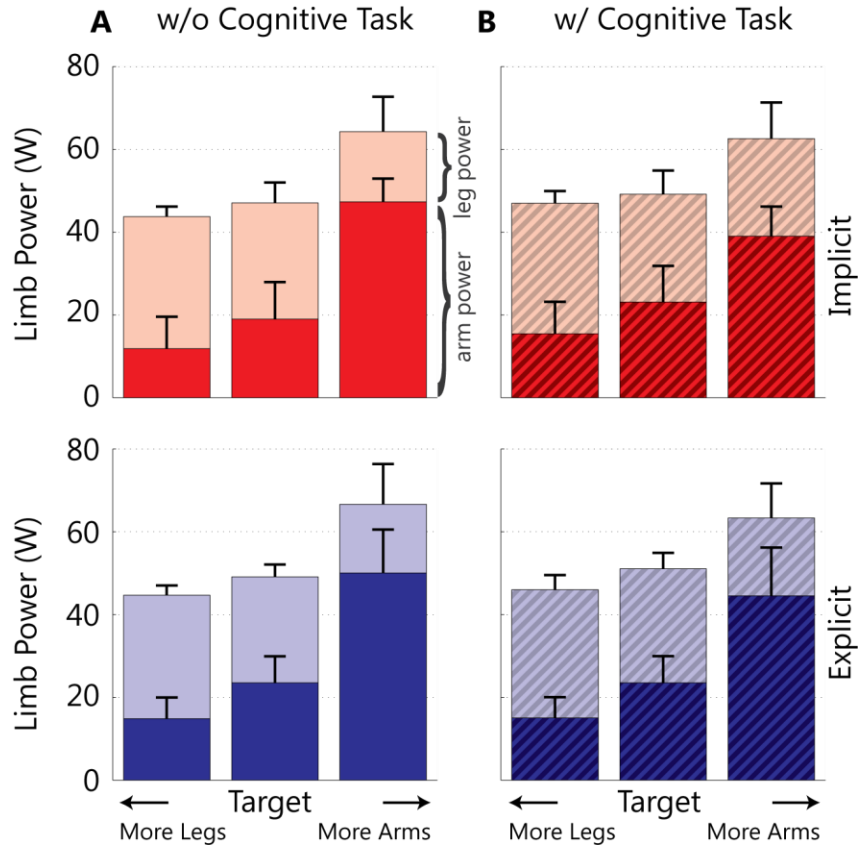 A w/o Cognitive Task
B w/ Cognitive Task
Limb Power (W)
80
60
40
20
0
leg power
arm power
Implicit
Limb Power (W)
80
60
40
20
0
Explicit
Target
More Legs
More Arms
Target
More Legs
More Arms